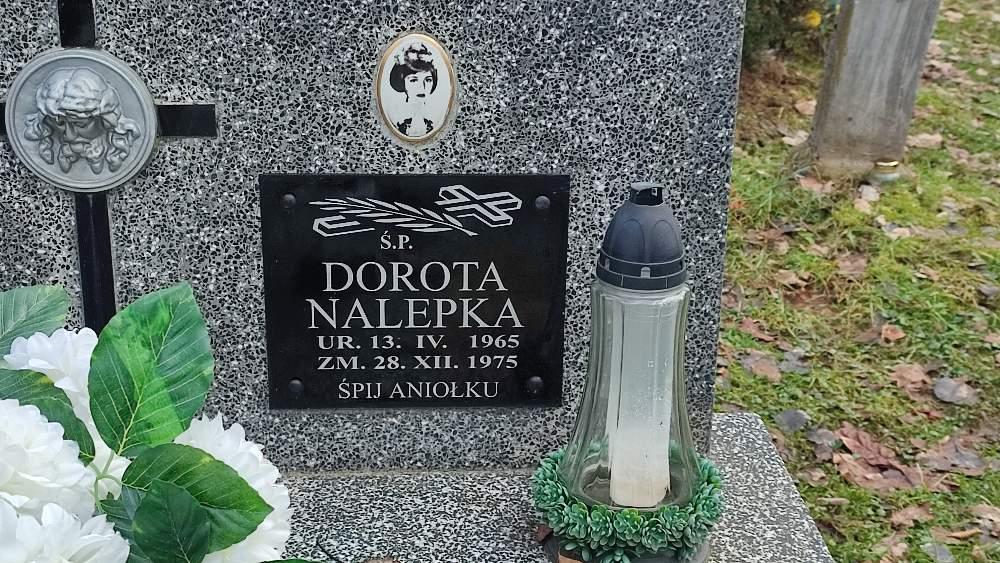 Ś.P.
DOROTA
NALEPKA
UR. 13. IV. 1965
ZM. 28. XII. 1975
ŚPIJ ANIOŁKU